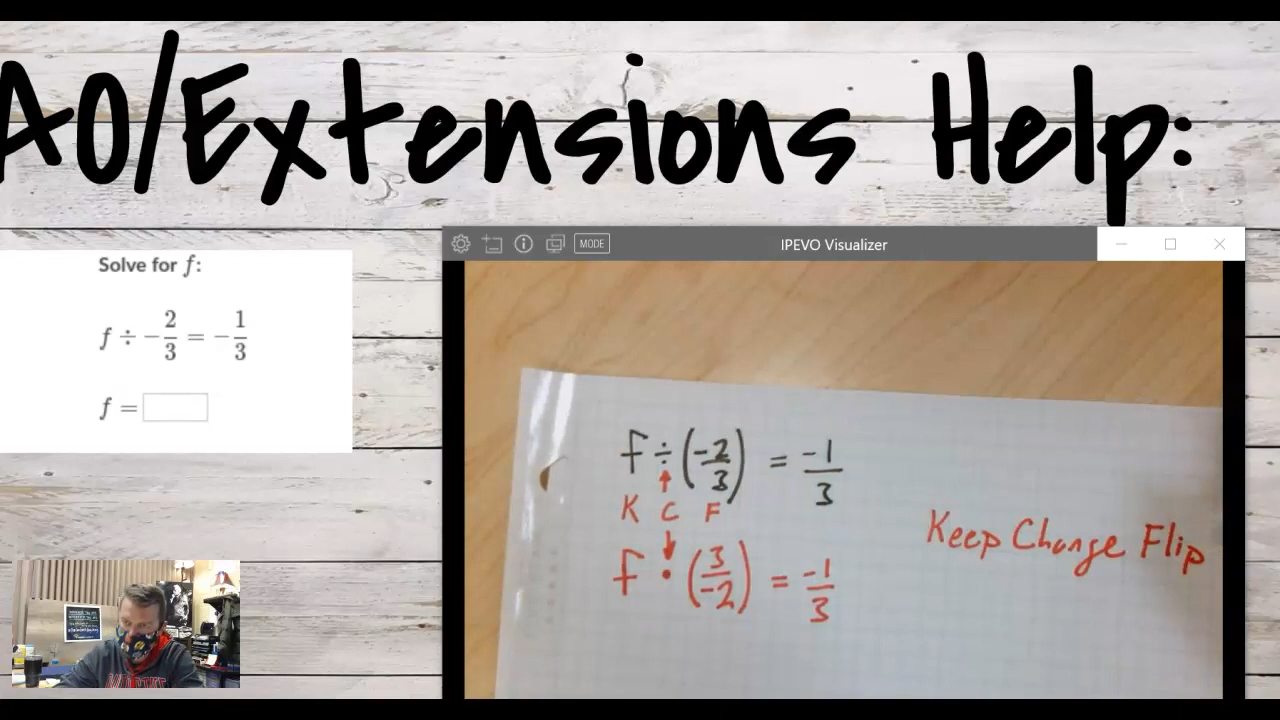 AO/Extensions Help:
MODE
IPEVO Visualizer
Solve for f:
f ÷ -2/3 = -1/3
f =
f ÷ (-2/3) = -1/3
K C F
Keep Change Flip
f • (3/-2) = -1/3